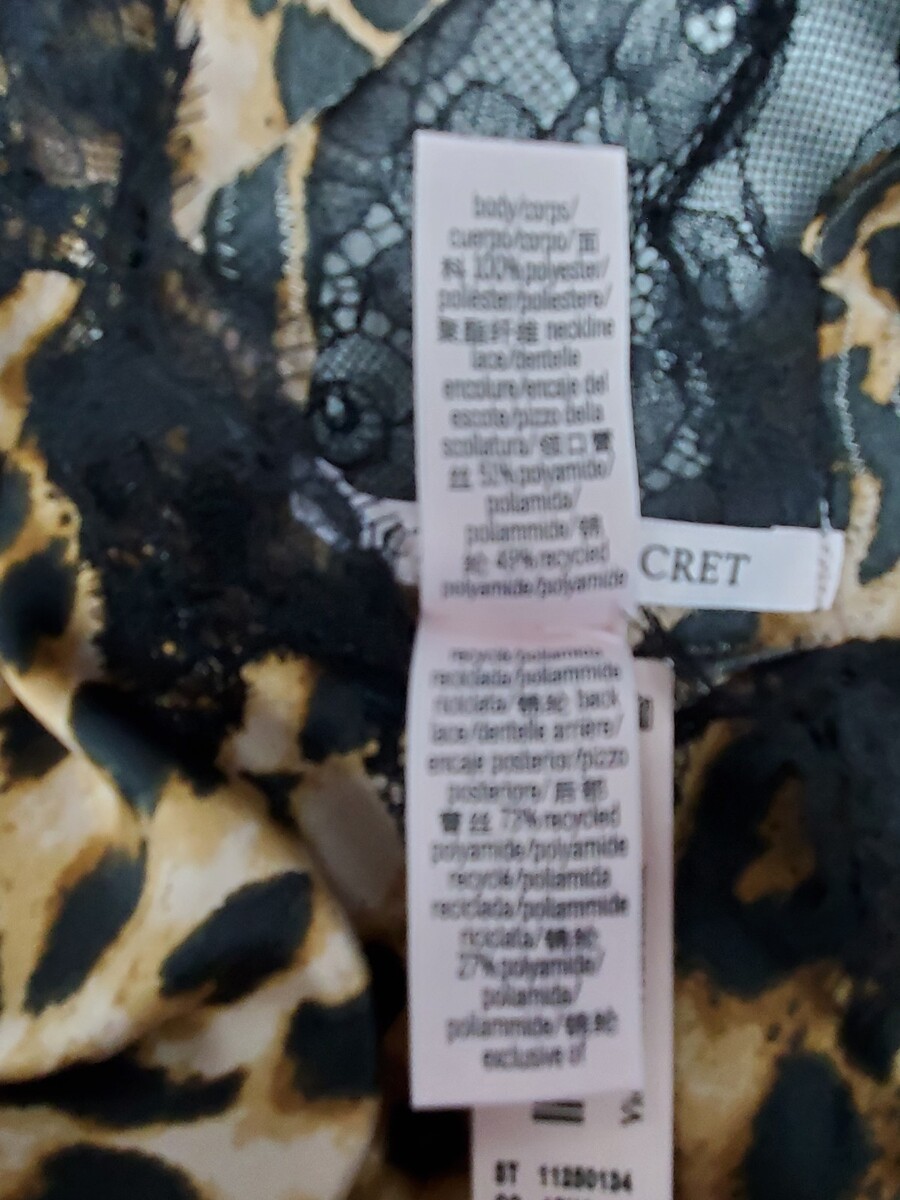 body/corps/
cuerpo/corpo/面
料 100% polyester/
poliéster/poliestere/
聚酯纤维 neckline
lace/dentelle
encolure/encaje del
escote/pizzo della
scollatura/领口蕾
丝 51% polyamide/
poliamida/
poliammide/锦
纶 49% recycled
polyamide/polyamide
recyclé/poliamida
reciclada/poliammide
riciclata/锦纶 back
lace/dentelle arrière/
encaje posterior/pizzo
posteriore/后部
蕾丝 73% recycled
polyamide/polyamide
recyclé/poliamida
reciclada/poliammide
riciclata/锦纶
27% polyamide/
poliamida/
poliammide/锦纶
exclusive of
CRET
ST 11280134